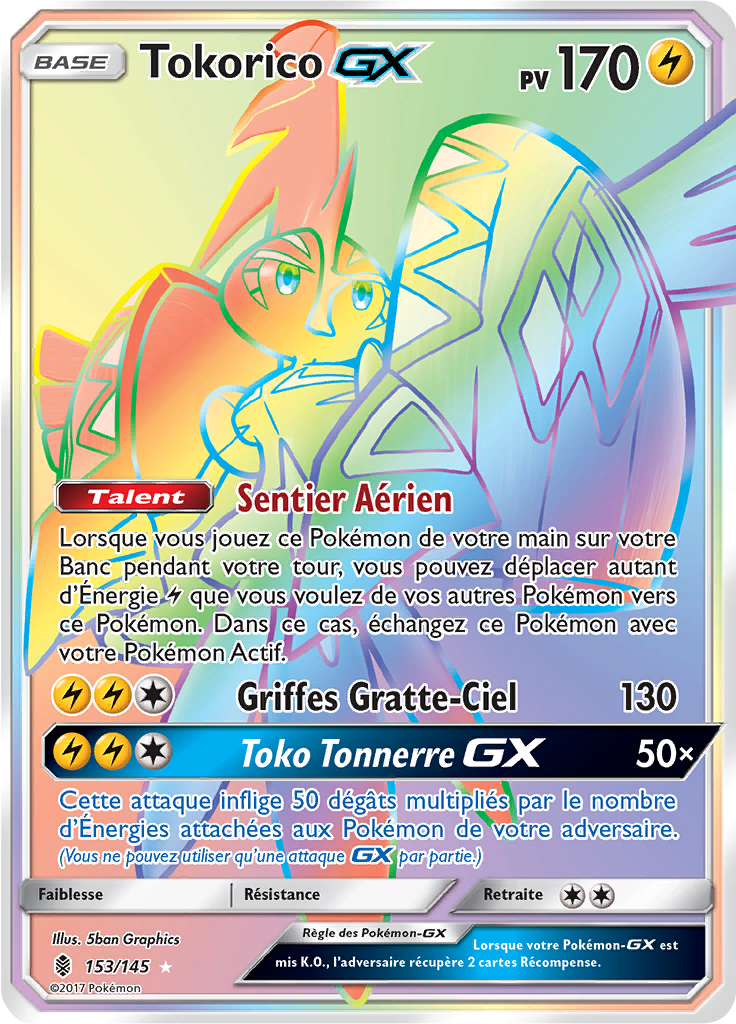 BASE Tokorico GX PV 170
Talent Sentier Aérien
Lorsque vous jouez ce Pokémon de votre main sur votre
Banc pendant votre tour, vous pouvez déplacer autant
d'Énergie que vous voulez de vos autres Pokémon vers
ce Pokémon. Dans ce cas, échangez ce Pokémon avec
votre Pokémon Actif.
Griffes Gratte-Ciel 130
Toko Tonnerre GX 50×
Cette attaque inflige 50 dégâts multipliés par le nombre
d'Énergies attachées aux Pokémon de votre adversaire.
(Vous ne pouvez utiliser qu'une attaque GX par partie.)
Faiblesse Résistance Retraite
Illus. 5ban Graphics
153/145
©2017 Pokémon
Règle des Pokémon-GX
Lorsque votre Pokémon-GX est
mis K.O., l'adversaire récupère 2 cartes Récompense.